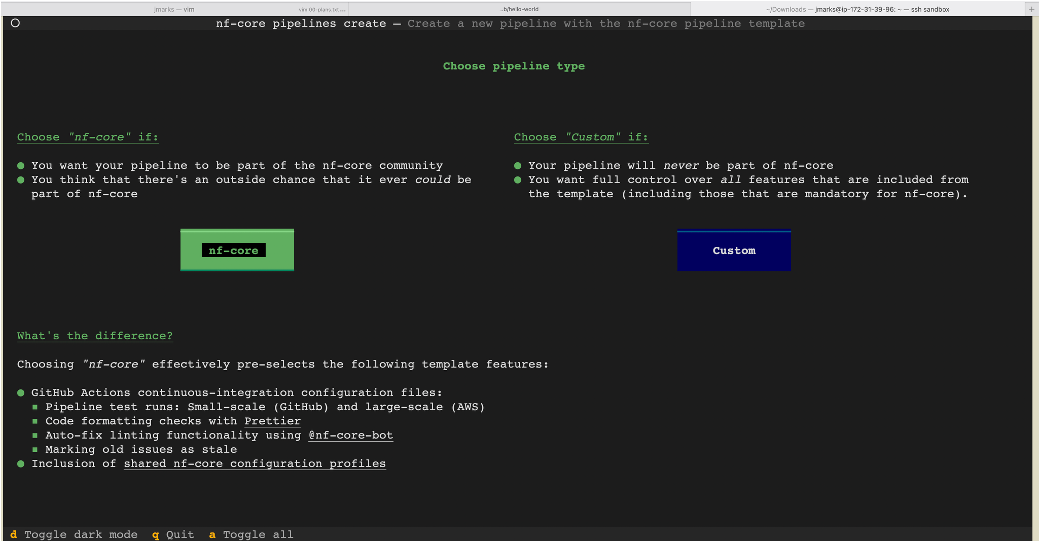 jmarks — vim
vim 00. plans.txt...
..b/hello-world
~/Downloads — jmarks@ip-172-31-39-96: ~ — ssh sandbox
+
nf-core pipelines create — Create a new pipeline with the nf-core pipeline template
Choose pipeline type
Choose "nf-core" if:
You want your pipeline to be part of the nf-core community
You think that there's an outside chance that it ever could be
part of nf-core
nf-core
Choose "Custom" if:
Your pipeline will never be part of nf-core
You want full control over all features that are included from
the template (including those that are mandatory for nf-core).
Custom
What's the difference?
Choosing "nf-core" effectively pre-selects the following template features:
GitHub Actions continuous-integration configuration files:
Pipeline test runs: Small-scale (GitHub) and large-scale (AWS)
Code formatting checks with Prettier
Auto-fix linting functionality using @nf-core-bot
Marking old issues as stale
Inclusion of shared nf-core configuration profiles
d Toggle dark mode q Quit a Toggle all